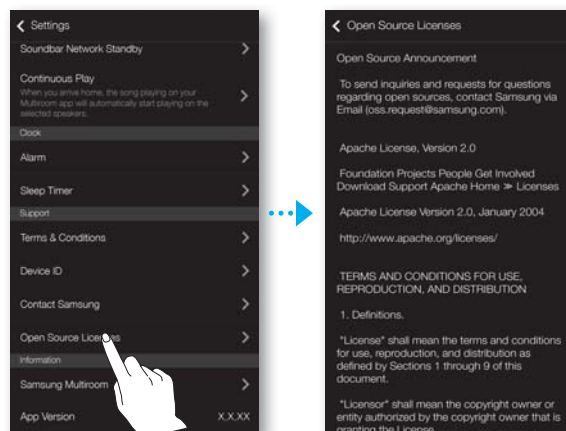 Settings
Soundbar Network Standby
Continuous Play
When you arrive home, the song playing on your
Multiroom app will automatically start playing on the
selected speakers.
Clock
Alarm
Sleep Timer
Support
Terms & Conditions
Device ID
Contact Samsung
Open Source Licenses
Information
Samsung Multiroom
App Version X.X.XX
Open Source Licenses
Open Source Announcement
To send inquiries and requests for questions
regarding open sources, contact Samsung via
Email (oss.request@samsung.com).
Apache License, Version 2.0
Foundation Projects People Get Involved
Download Support Apache Home ≫ Licenses
Apache License Version 2.0, January 2004
http://www.apache.org/licenses/
TERMS AND CONDITIONS FOR USE,
REPRODUCTION, AND DISTRIBUTION
1. Definitions.
"License" shall mean the terms and conditions
for use, reproduction, and distribution as
defined by Sections 1 through 9 of this
document.
"Licensor" shall mean the copyright owner or
entity authorized by the copyright owner that is
granting the License.